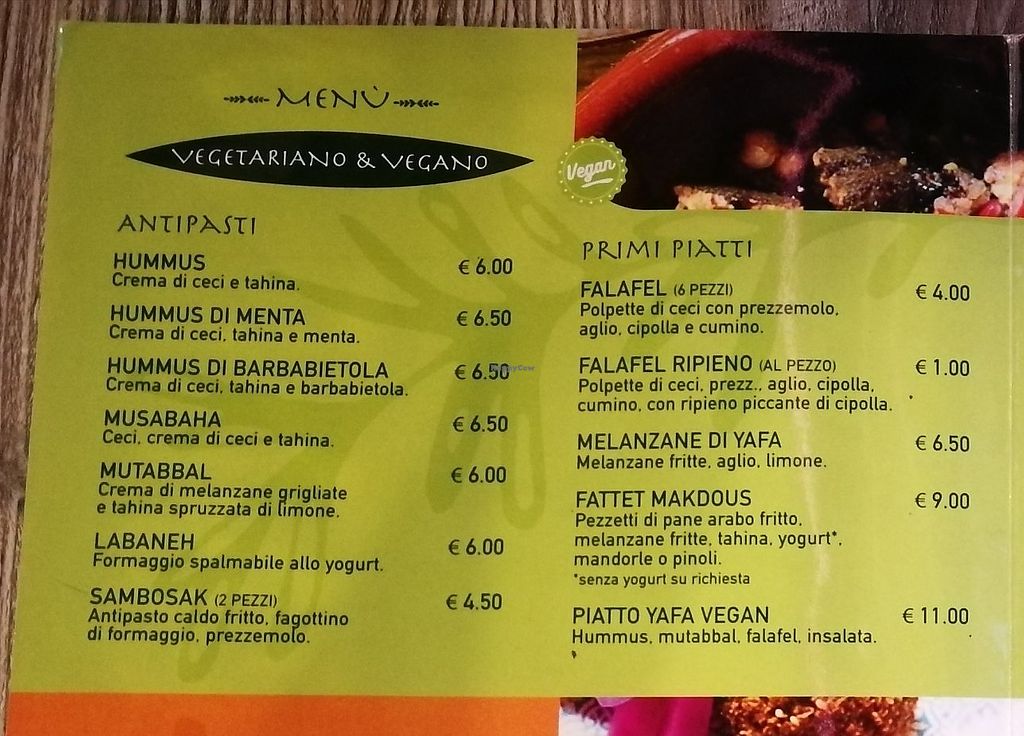 MENÙ
VEGETARIANO & VEGANO
Vegan
ANTIPASTI
HUMMUS € 6.00
Crema di ceci e tahina.
HUMMUS DI MENTA € 6.50
Crema di ceci, tahina e menta.
HUMMUS DI BARBABIETOLA € 6.50
Crema di ceci, tahina e barbabietola.
MUSABAHA € 6.50
Ceci, crema di ceci e tahina.
MUTABBAL € 6.00
Crema di melanzane grigliate
e tahina spruzzata di limone.
LABANEH € 6.00
Formaggio spalmabile allo yogurt.
SAMBOSAK (2 PEZZI) € 4.50
Antipasto caldo fritto, fagottino
di formaggio, prezzemolo.
PRIMI PIATTI
FALAFEL (6 PEZZI) € 4.00
Polpette di ceci con prezzemolo,
aglio, cipolla e cumino.
FALAFEL RIPIENO (AL PEZZO) € 1.00
Polpette di ceci, prezz., aglio, cipolla,
cumino, con ripieno piccante di cipolla.
MELANZANE DI YAFA € 6.50
Melanzane fritte, aglio, limone.
FATTET MAKDOUS € 9.00
Pezzetti di pane arabo fritto,
melanzane fritte, tahina, yogurt*,
mandorle o pinoli.
*senza yogurt su richiesta
PIATTO YAFA VEGAN € 11.00
Hummus, mutabbal, falafel, insalata.